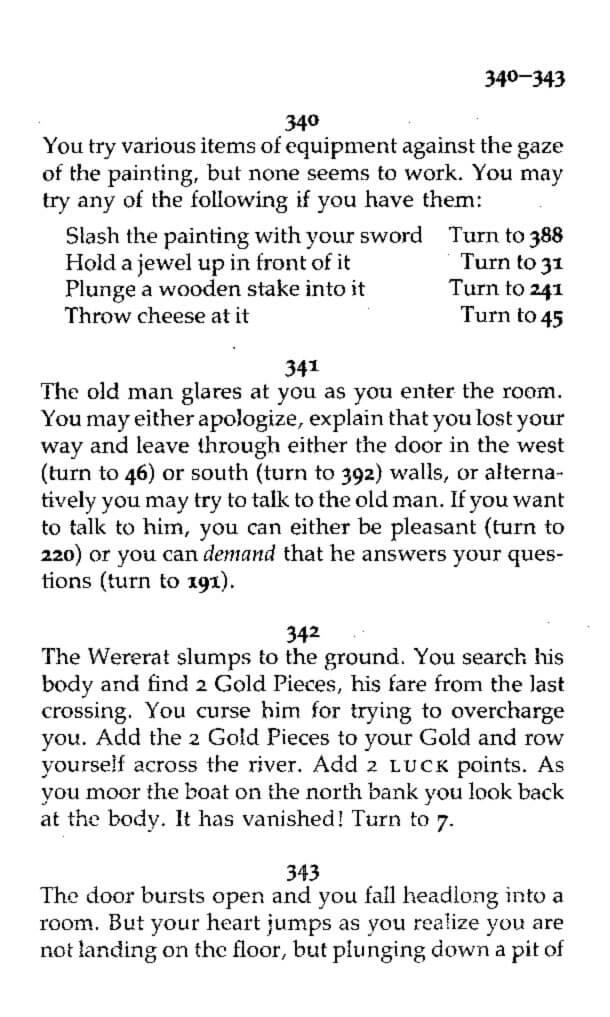 340–343
340
You try various items of equipment against the gaze
of the painting, but none seems to work. You may
try any of the following if you have them:
Slash the painting with your sword Turn to 388
Hold a jewel up in front of it Turn to 31
Plunge a wooden stake into it Turn to 241
Throw cheese at it Turn to 45
341
The old man glares at you as you enter the room.
You may either apologize, explain that you lost your
way and leave through either the door in the west
(turn to 46) or south (turn to 392) walls, or alterna-
tively you may try to talk to the old man. If you want
to talk to him, you can either be pleasant (turn to
220) or you can demand that he answers your ques-
tions (turn to 191).
342
The Wererat slumps to the ground. You search his
body and find 2 Gold Pieces, his fare from the last
crossing. You curse him for trying to overcharge
you. Add the 2 Gold Pieces to your Gold and row
yourself across the river. Add 2 LUCK points. As
you moor the boat on the north bank you look back
at the body. It has vanished! Turn to 7.
343
The door bursts open and you fall headlong into a
room. But your heart jumps as you realize you are
not landing on the floor, but plunging down a pit of